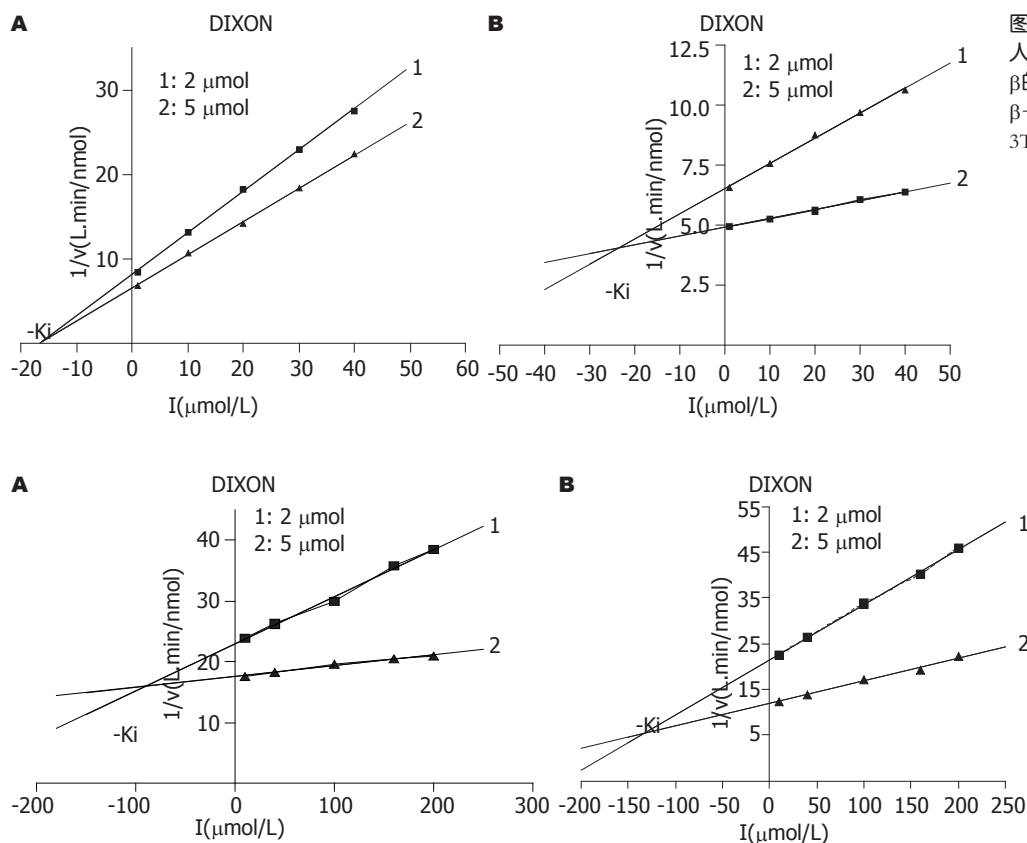 A
DIXON
1: 2 μmol
2: 5 μmol
1
2
30
20
10
1/v(L.min/nmol)
-Ki
-20 -10 0 10 20 30 40 50 60
I(μmol/L)
B
DIXON
1: 2 μmol
2: 5 μmol
1
2
12.5
10.0
7.5
5.0
2.5
1/v(L.min/nmol)
-Ki
-50 -40 -30 -20 -10 0 10 20 30 40 50
I(μmol/L)
图
人
β
β
3T
A
DIXON
1: 2 μmol
2: 5 μmol
1
2
40
30
20
10
1/v(L.min/nmol)
-Ki
-200 -100 0 100 200 300
I(μmol/L)
B
DIXON
1: 2 μmol
2: 5 μmol
1
2
55
45
35
25
15
5
1/v(L.min/nmol)
-Ki
-200 -150 -100 -50 0 50 100 150 200 250
I(μmol/L)